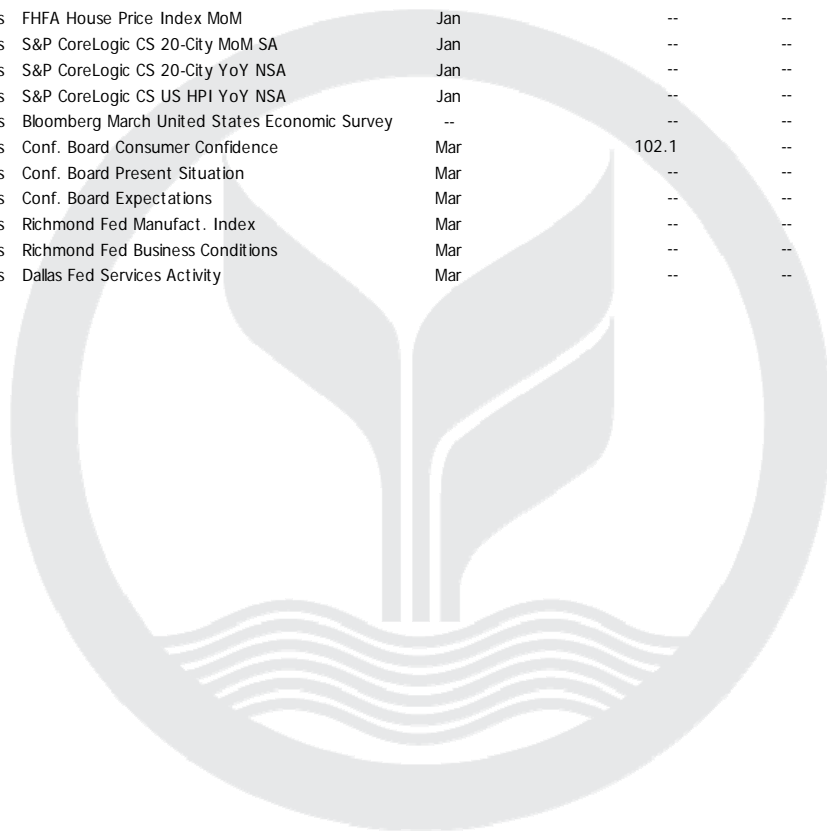 s FHFA House Price Index MoM Jan -- --
s S&P CoreLogic CS 20-City MoM SA Jan -- --
s S&P CoreLogic CS 20-City YoY NSA Jan -- --
s S&P CoreLogic CS US HPI YoY NSA Jan -- --
s Bloomberg March United States Economic Survey -- -- --
s Conf. Board Consumer Confidence Mar 102.1 --
s Conf. Board Present Situation Mar -- --
s Conf. Board Expectations Mar -- --
s Richmond Fed Manufact. Index Mar -- --
s Richmond Fed Business Conditions Mar -- --
s Dallas Fed Services Activity Mar -- --